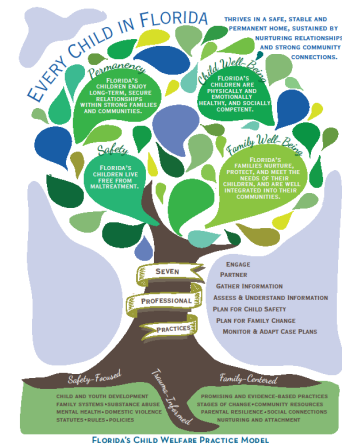 EVERY CHILD IN FLORIDA
THRIVES IN A SAFE, STABLE AND
PERMANENT HOME, SUSTAINED BY
NURTURING RELATIONSHIPS
AND STRONG COMMUNITY
CONNECTIONS.
Permanency
FLORIDA'S
CHILDREN ENJOY
LONG-TERM, SECURE
RELATIONSHIPS
WITHIN STRONG FAMILIES
AND COMMUNITIES.
Child Well-Being
FLORIDA'S
CHILDREN ARE
PHYSICALLY AND
EMOTIONALLY
HEALTHY, AND SOCIALLY
COMPETENT.
Safety
FLORIDA'S
CHILDREN LIVE
FREE FROM
MALTREATMENT.
Family Well-Being
FLORIDA'S
FAMILIES NURTURE,
PROTECT, AND MEET THE
NEEDS OF THEIR
CHILDREN, AND ARE WELL
INTEGRATED INTO THEIR
COMMUNITIES.
SEVEN
PROFESSIONAL
PRACTICES
ENGAGE
PARTNER
GATHER INFORMATION
ASSESS & UNDERSTAND INFORMATION
PLAN FOR CHILD SAFETY
PLAN FOR FAMILY CHANGE
MONITOR & ADAPT CASE PLANS
Safety-Focused
Trauma-Informed
Family-Centered
CHILD AND YOUTH DEVELOPMENT
FAMILY SYSTEMS•SUBSTANCE ABUSE
MENTAL HEALTH•DOMESTIC VIOLENCE
STATUTES•RULES•POLICIES
PROMISING AND EVIDENCE-BASED PRACTICES
STAGES OF CHANGE•COMMUNITY RESOURCES
PARENTAL RESILIENCE•SOCIAL CONNECTIONS
NURTURING AND ATTACHMENT
FLORIDA'S CHILD WELFARE PRACTICE MODEL